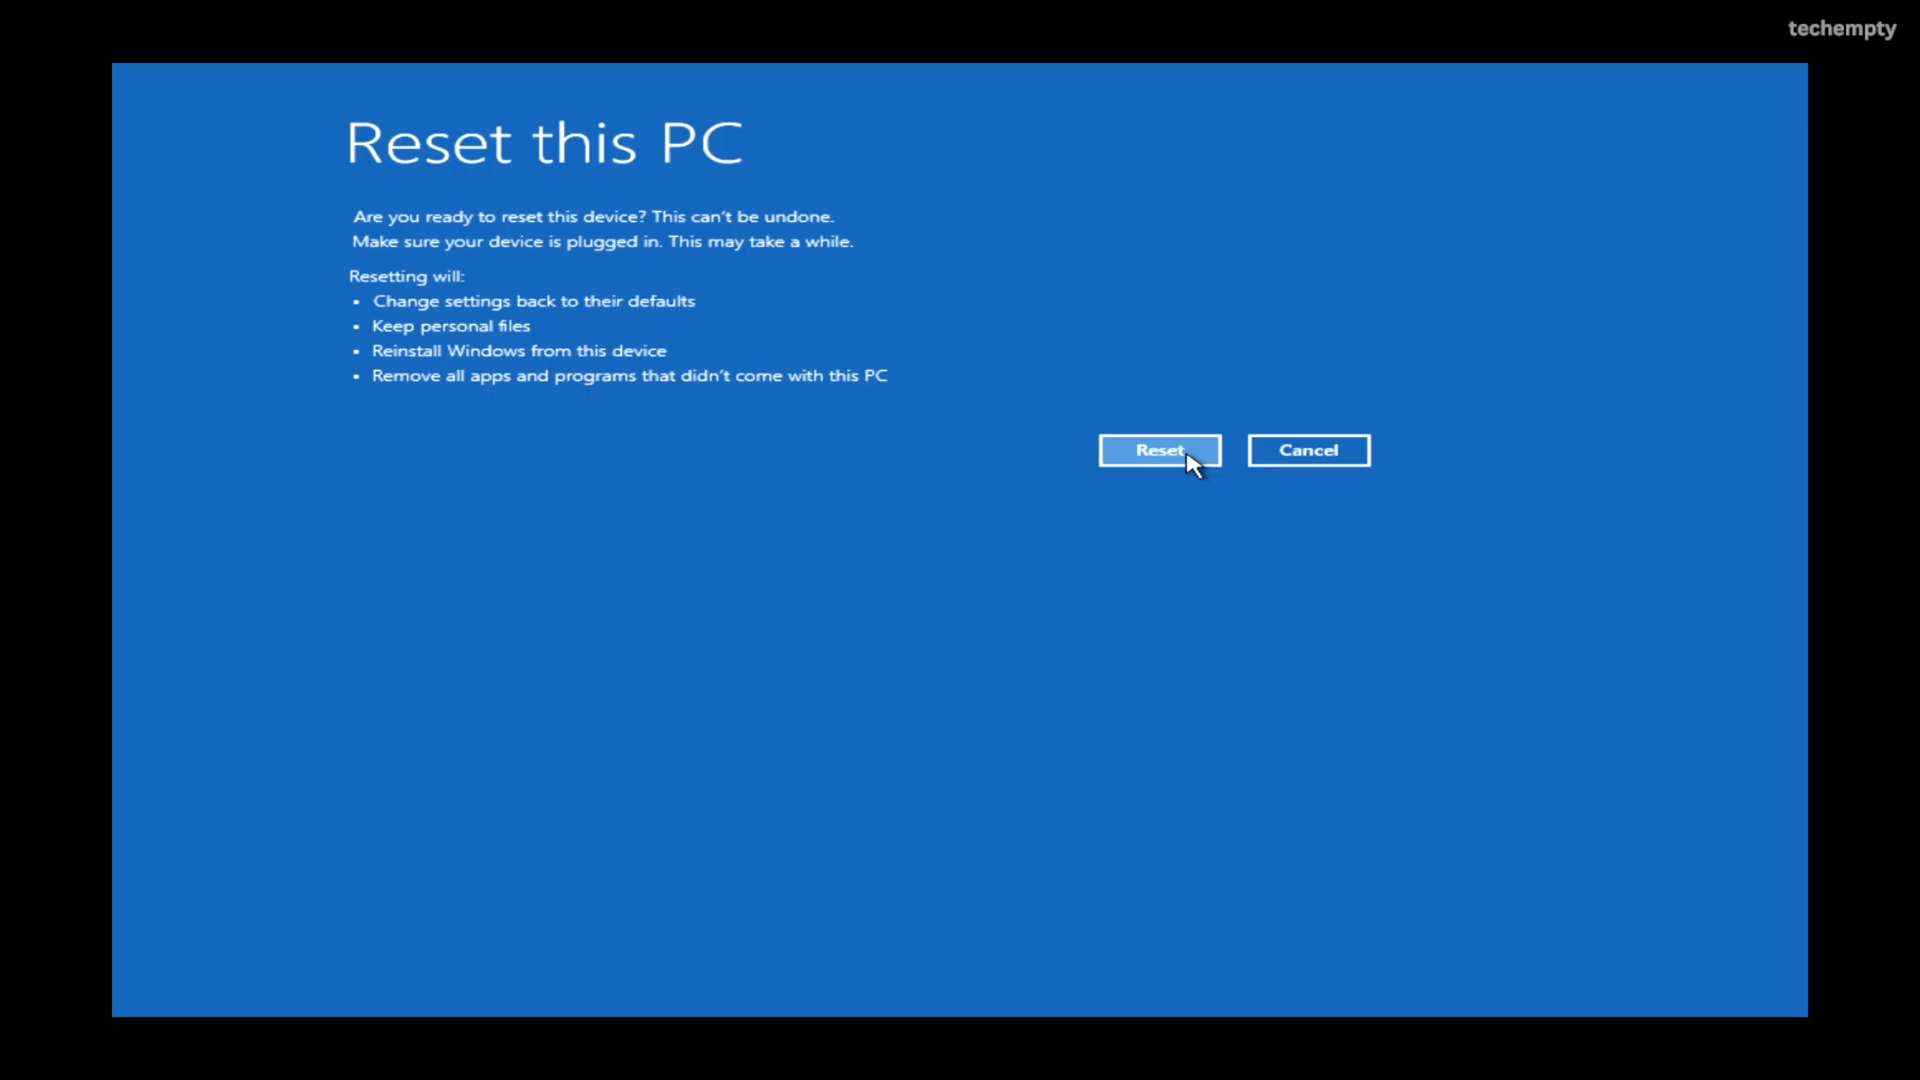 techempty
Reset this PC
Are you ready to reset this device? This can't be undone.
Make sure your device is plugged in. This may take a while.
Resetting will:
• Change settings back to their defaults
• Keep personal files
• Reinstall Windows from this device
• Remove all apps and programs that didn't come with this PC
Reset Cancel